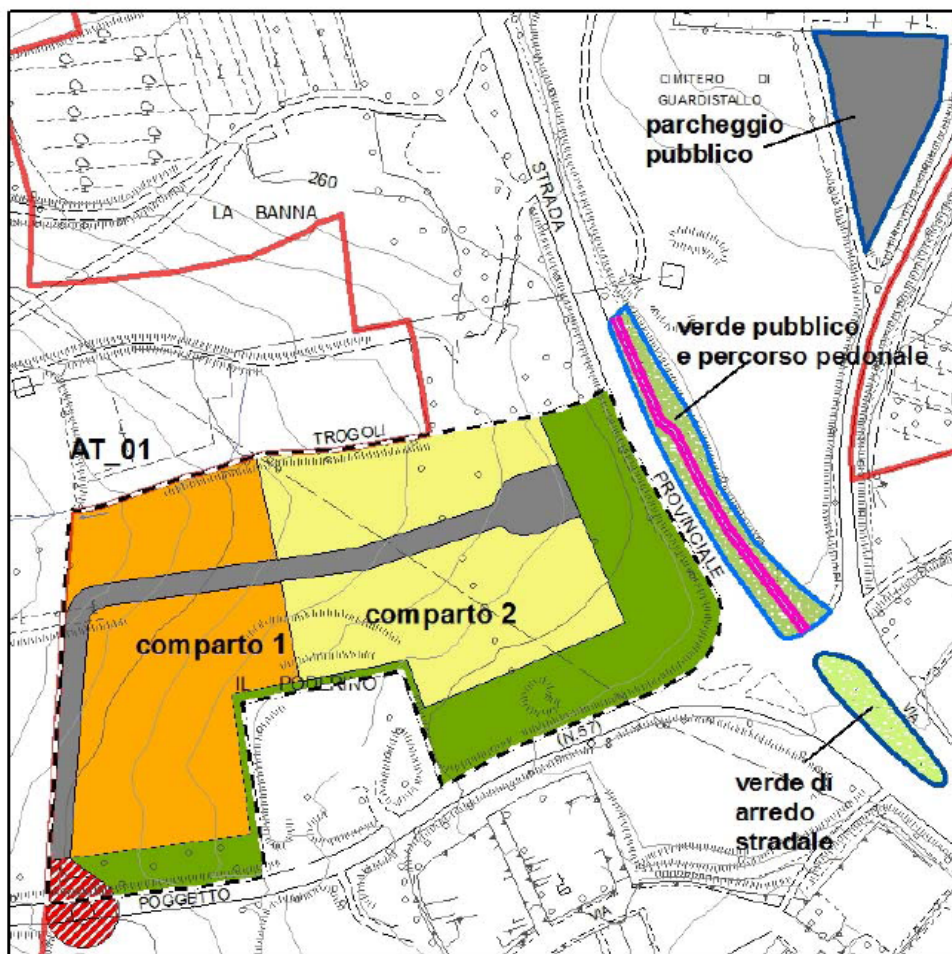 CIMITERO DI
GUARDISTALLO
parcheggio
pubblico
STRADA
260
LA BANNA
verde pubblico
e percorso pedonale
TROGOLI
AT_01
PROVINCIALE
comparto 2
comparto 1
IL PODERINO
VIA
(N.57)
verde di
arredo
stradale
POGGETTO
VIA